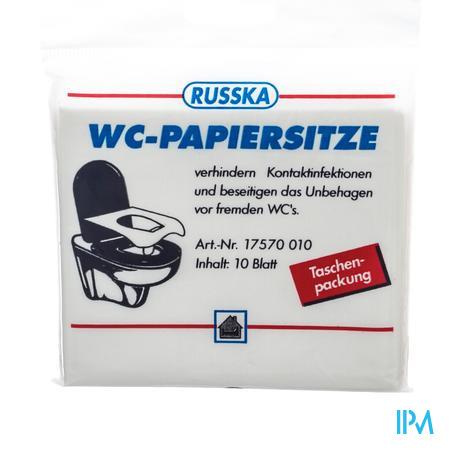 RUSSKA
WC-PAPIERSITZE
verhindern Kontaktinfektionen
und beseitigen das Unbehagen
vor fremden WC's.
Art.-Nr. 17570 010
Inhalt: 10 Blatt
Taschen-
packung
IPM